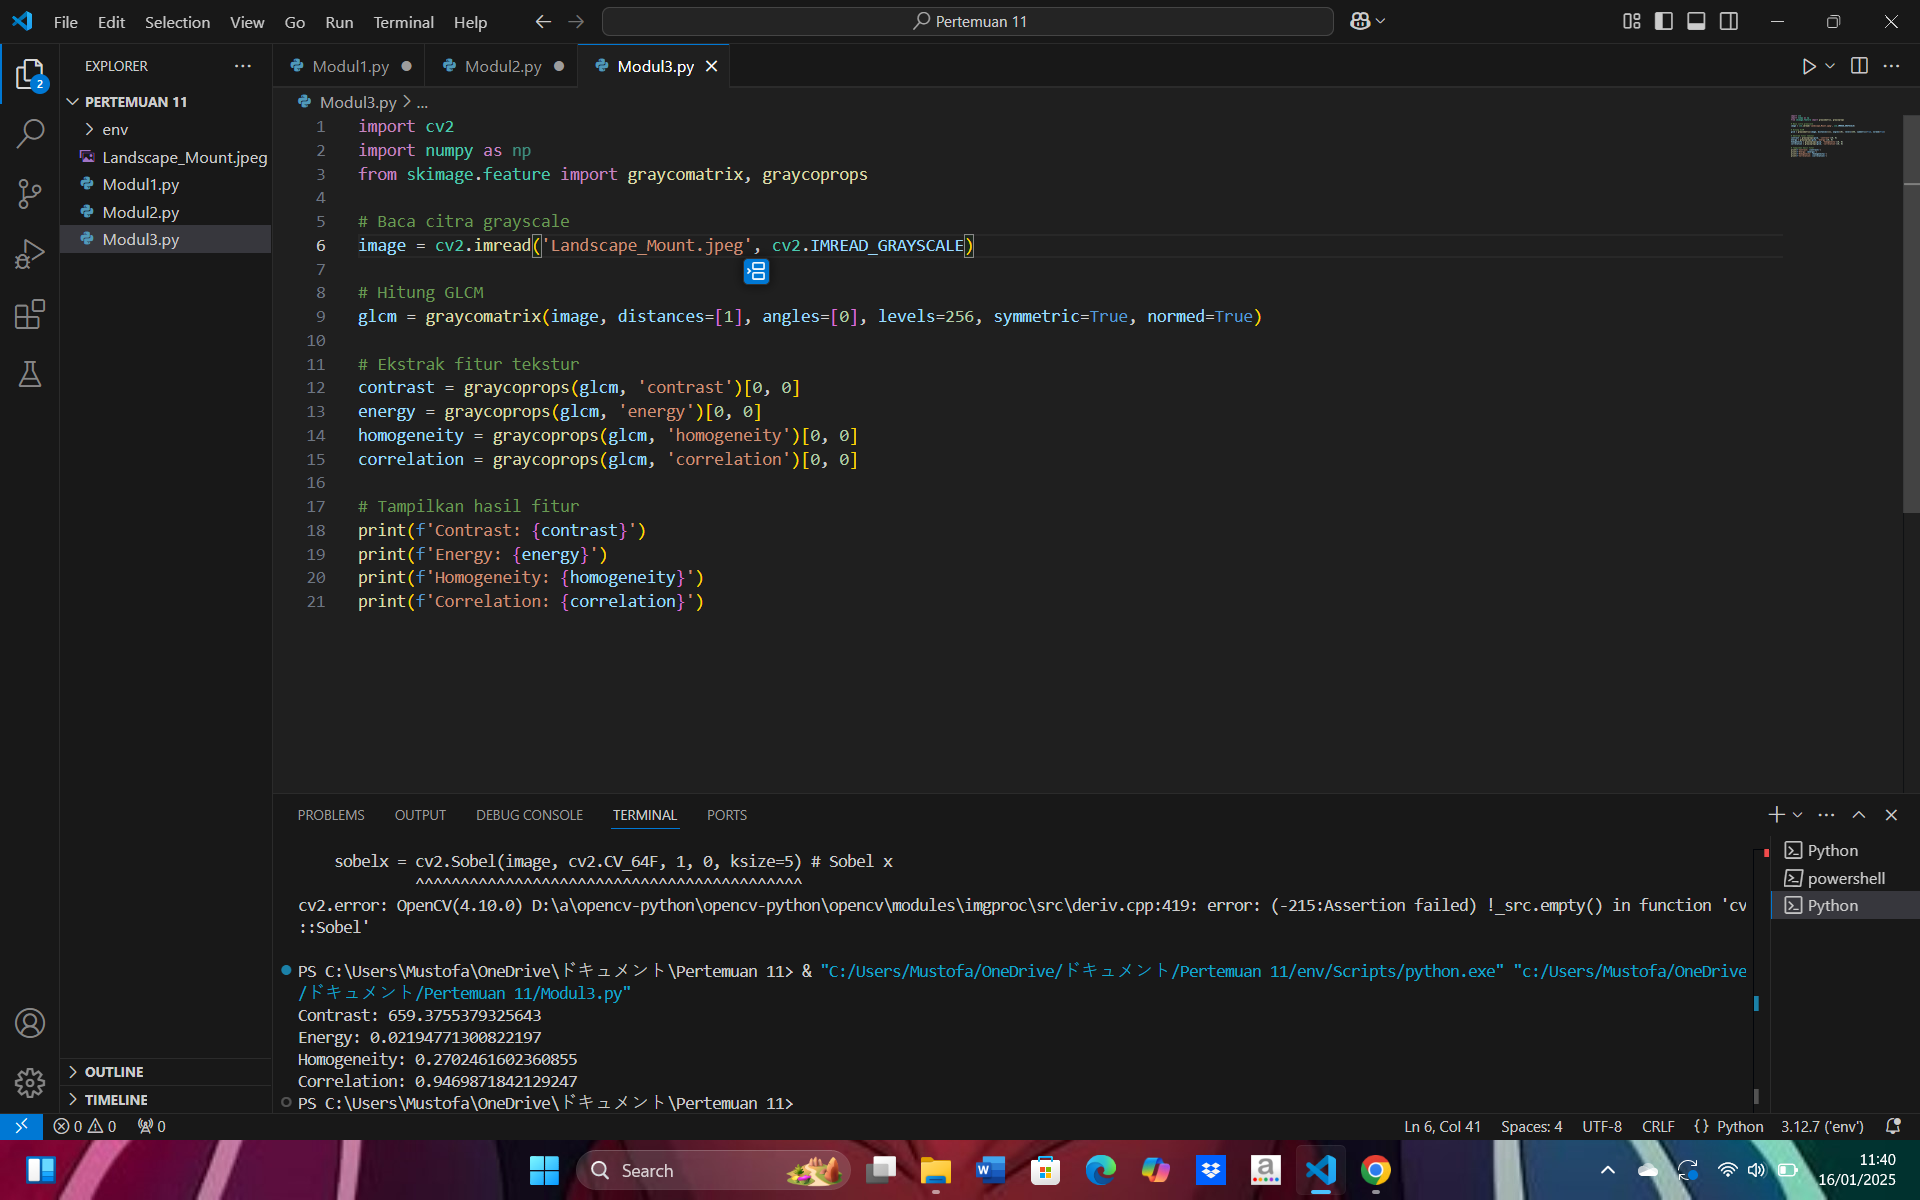 File Edit Selection View Go Run Terminal Help
Pertemuan 11
EXPLORER
2
PERTEMUAN 11
env
Landscape_Mount.jpeg
Modul1.py
Modul2.py
Modul3.py
OUTLINE
TIMELINE
Modul1.py Modul2.py Modul3.py
Modul3.py > ...
1 import cv2
2 import numpy as np
3 from skimage.feature import graycomatrix, graycoprops
4
5 # Baca citra grayscale
6 image = cv2.imread('Landscape_Mount.jpeg', cv2.IMREAD_GRAYSCALE)
7
8 # Hitung GLCM
9 glcm = graycomatrix(image, distances=[1], angles=[0], levels=256, symmetric=True, normed=True)
10
11 # Ekstrak fitur tekstur
12 contrast = graycoprops(glcm, 'contrast')[0, 0]
13 energy = graycoprops(glcm, 'energy')[0, 0]
14 homogeneity = graycoprops(glcm, 'homogeneity')[0, 0]
15 correlation = graycoprops(glcm, 'correlation')[0, 0]
16
17 # Tampilkan hasil fitur
18 print(f'Contrast: {contrast}')
19 print(f'Energy: {energy}')
20 print(f'Homogeneity: {homogeneity}')
21 print(f'Correlation: {correlation}')
PROBLEMS OUTPUT DEBUG CONSOLE TERMINAL PORTS
sobelx = cv2.Sobel(image, cv2.CV_64F, 1, 0, ksize=5) # Sobel x
^^^^^^^^^^^^^^^^^^^^^^^^^^^^^^^^^^^^^^^^^^^
cv2.error: OpenCV(4.10.0) D:\a\opencv-python\opencv-python\opencv\modules\imgproc\src\deriv.cpp:419: error: (-215:Assertion failed) !_src.empty() in function 'cv
::Sobel'
PS C:\Users\Mustofa\OneDrive\ドキュメント\Pertemuan 11> & "C:/Users/Mustofa/OneDrive/ドキュメント/Pertemuan 11/env/Scripts/python.exe" "c:/Users/Mustofa/OneDrive
/ドキュメント/Pertemuan 11/Modul3.py"
Contrast: 659.3755379325643
Energy: 0.02194771300822197
Homogeneity: 0.2702461602360855
Correlation: 0.9469871842129247
PS C:\Users\Mustofa\OneDrive\ドキュメント\Pertemuan 11>
Python
powershell
Python
0 0 0
Ln 6, Col 41 Spaces: 4 UTF-8 CRLF {} Python 3.12.7 ('env')
Search
11:40
16/01/2025